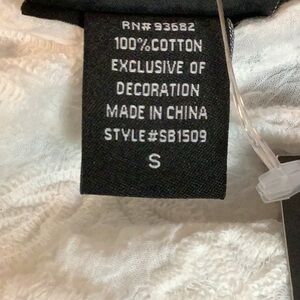 RN# 93682
100%COTTON
EXCLUSIVE OF
DECORATION
MADE IN CHINA
STYLE#SB1509
S